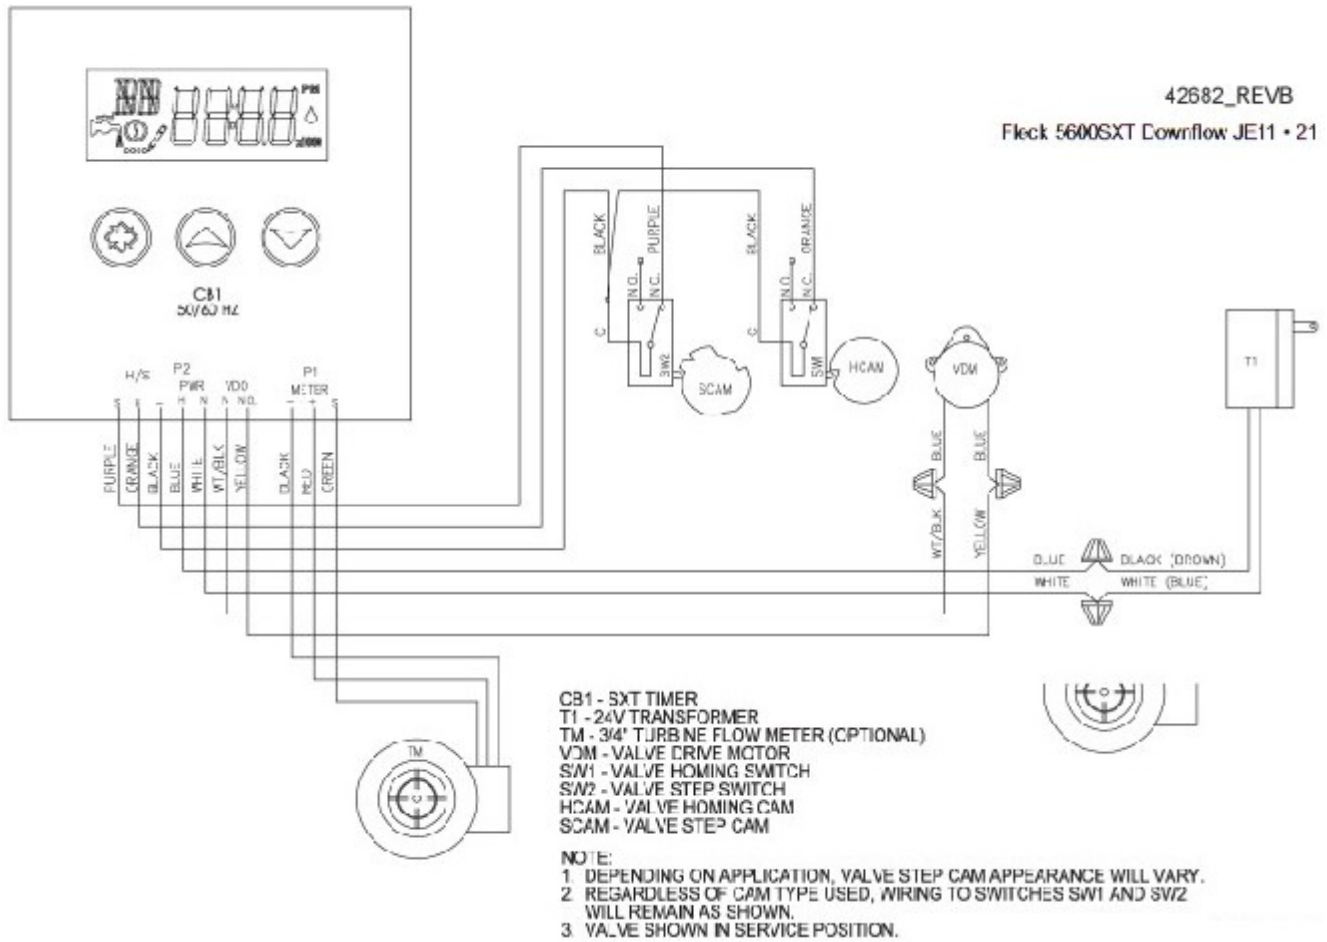 42682_REVB
Fleck 5600SXT Downflow JE11 • 21
PM
CB1
50/60 HZ
H/S
P2
PWR
VDO
P1
METER
H N N NO.
- +
PURPLE
ORANGE
BLACK
BLUE
WHITE
WT/BLK
YELLOW
BLACK
RED
GREEN
BLACK
PURPLE
N.O.
N.C.
C
SW2
SCAM
BLACK
ORANGE
N.O.
N.C.
C
SW1
HCAM
VDM
BLUE
BLUE
WT/BLK
YELLOW
T1
BLUE
BLACK (BROWN)
WHITE
WHITE (BLUE)
TM
CB1 - SXT TIMER
T1 - 24V TRANSFORMER
TM - 3/4" TURBINE FLOW METER (OPTIONAL)
VDM - VALVE DRIVE MOTOR
SW1 - VALVE HOMING SWITCH
SW2 - VALVE STEP SWITCH
HCAM - VALVE HOMING CAM
SCAM - VALVE STEP CAM
NOTE:
1. DEPENDING ON APPLICATION, VALVE STEP CAM APPEARANCE WILL VARY.
2. REGARDLESS OF CAM TYPE USED, WIRING TO SWITCHES SW1 AND SW2
WILL REMAIN AS SHOWN.
3. VALVE SHOWN IN SERVICE POSITION.